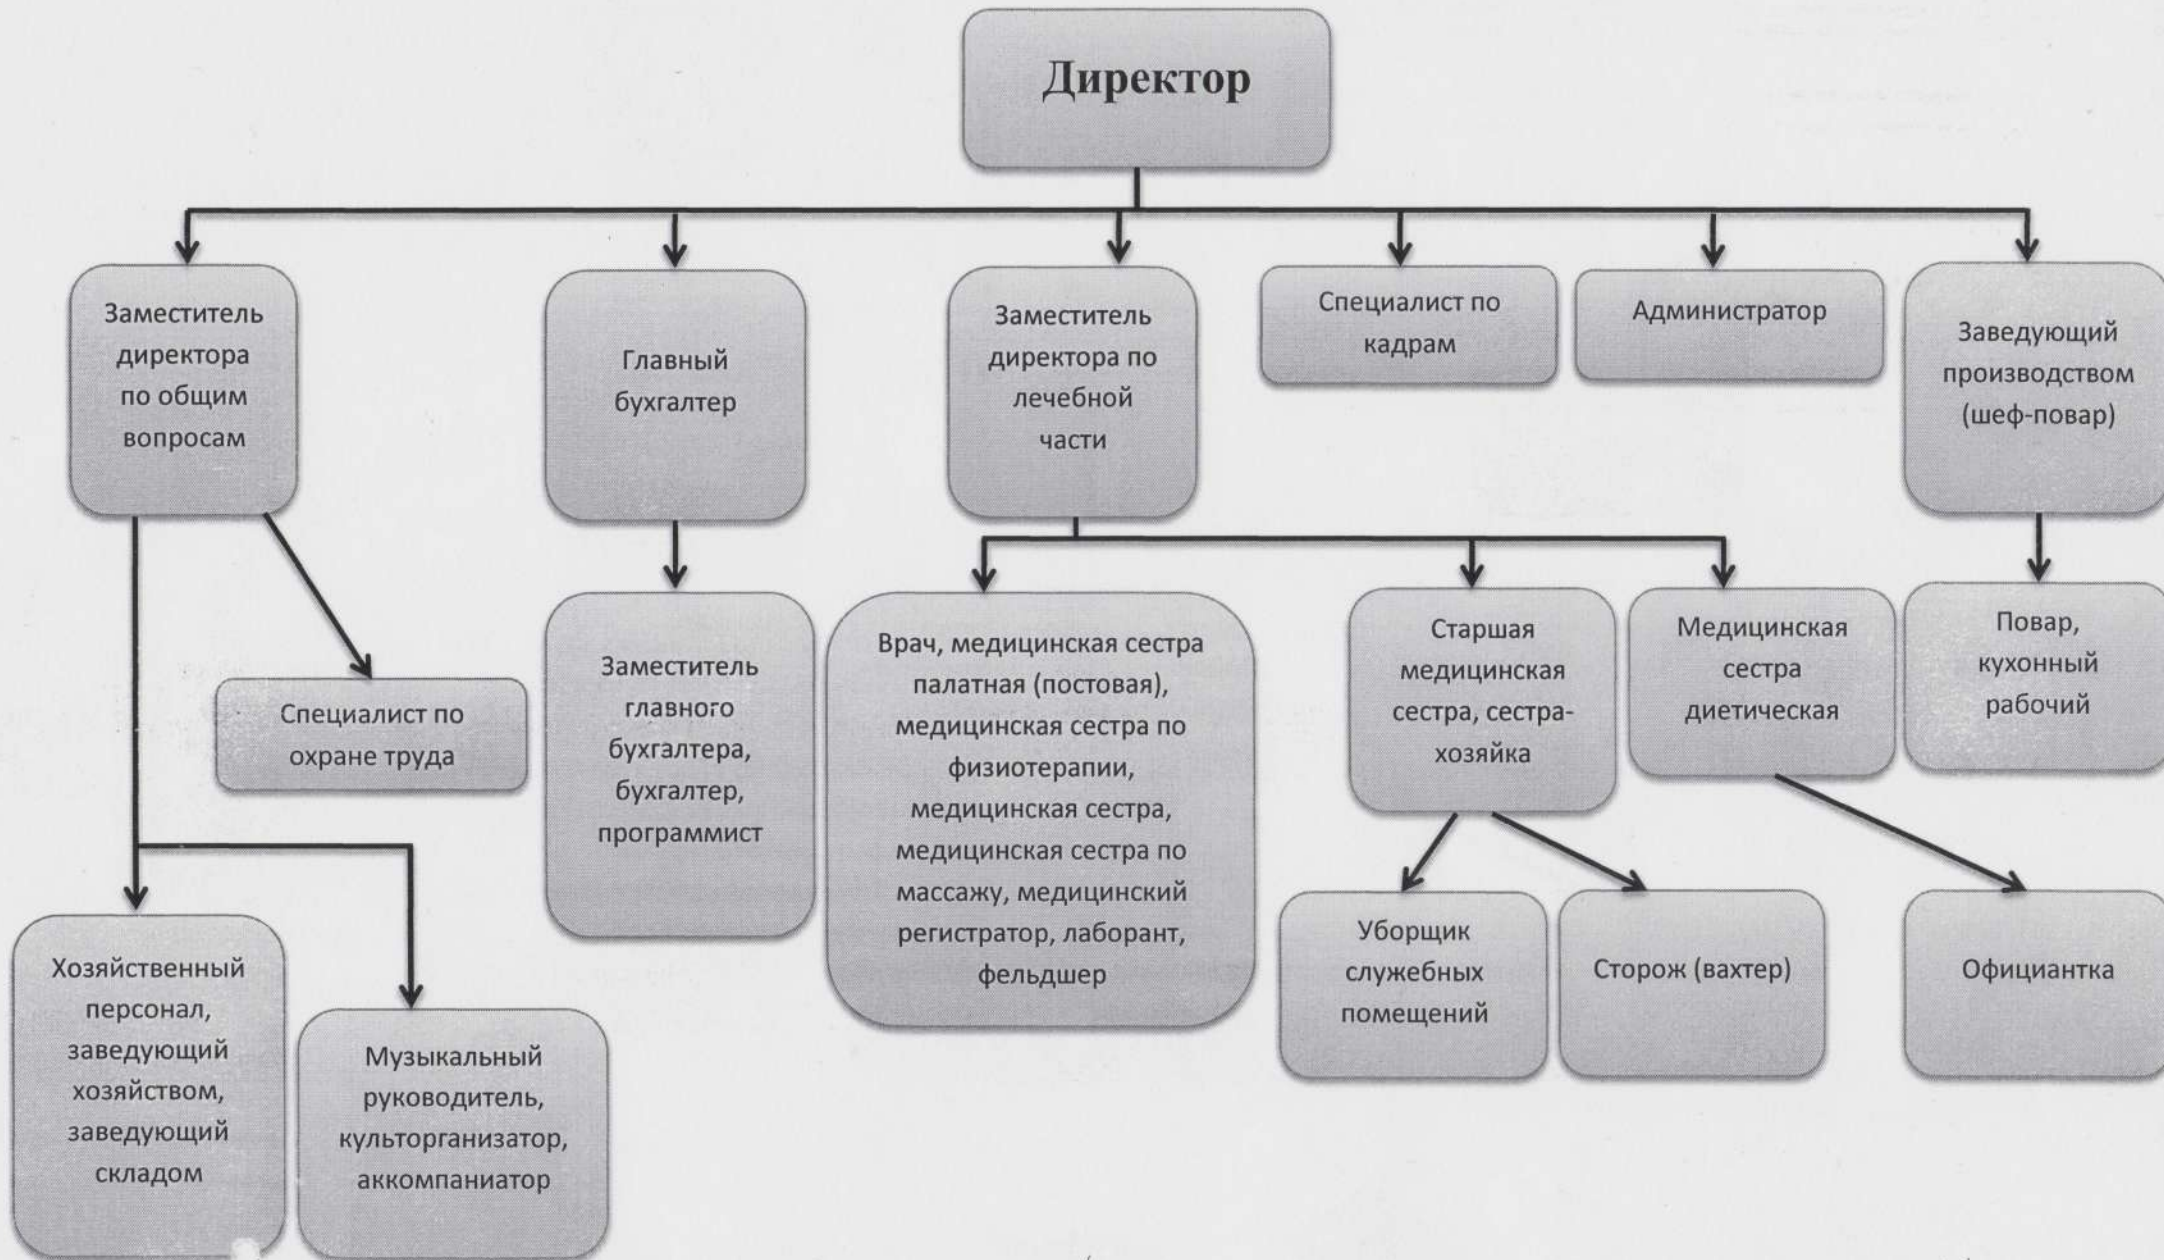 Директор
Заместитель
директора
по общим
вопросам
Главный
бухгалтер
Заместитель
директора по
лечебной
части
Специалист по
кадрам
Администратор
Заведующий
производством
(шеф-повар)
Специалист по
охране труда
Заместитель
главного
бухгалтера,
бухгалтер,
программист
Врач, медицинская сестра
палатная (постовая),
медицинская сестра по
физиотерапии,
медицинская сестра,
медицинская сестра по
массажу, медицинский
регистратор, лаборант,
фельдшер
Старшая
медицинская
сестра, сестра-
хозяйка
Медицинская
сестра
диетическая
Повар,
кухонный
рабочий
Хозяйственный
персонал,
заведующий
хозяйством,
заведующий
складом
Музыкальный
руководитель,
культорганизатор,
аккомпаниатор
Уборщик
служебных
помещений
Сторож (вахтер)
Официантка